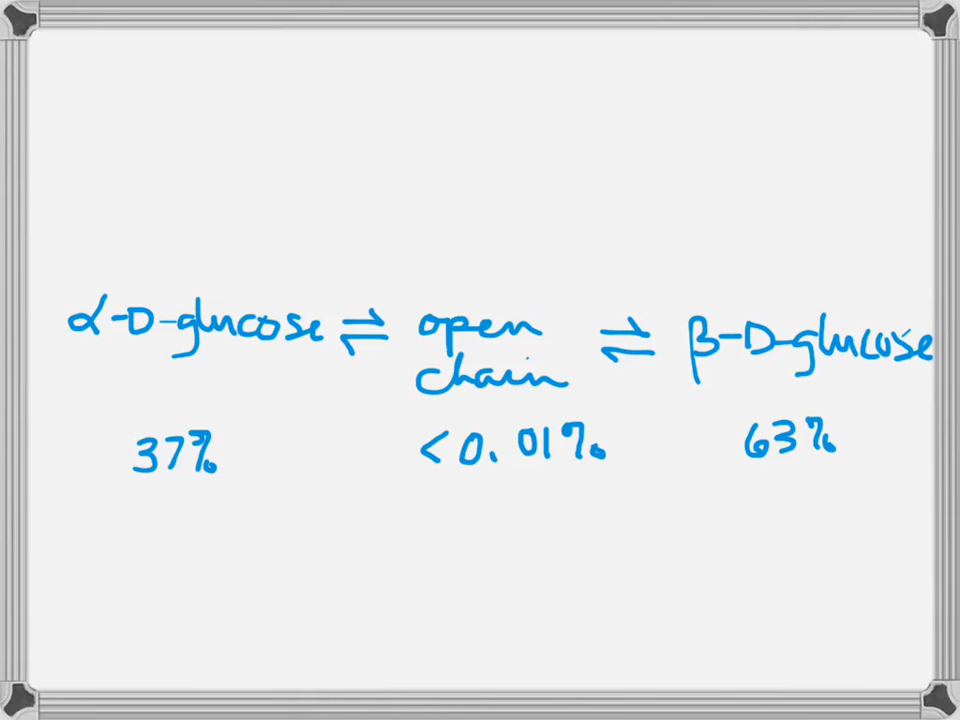 α-D-glucose ⇌ open chain ⇌ β-D-glucose
37% <0.01% 63%